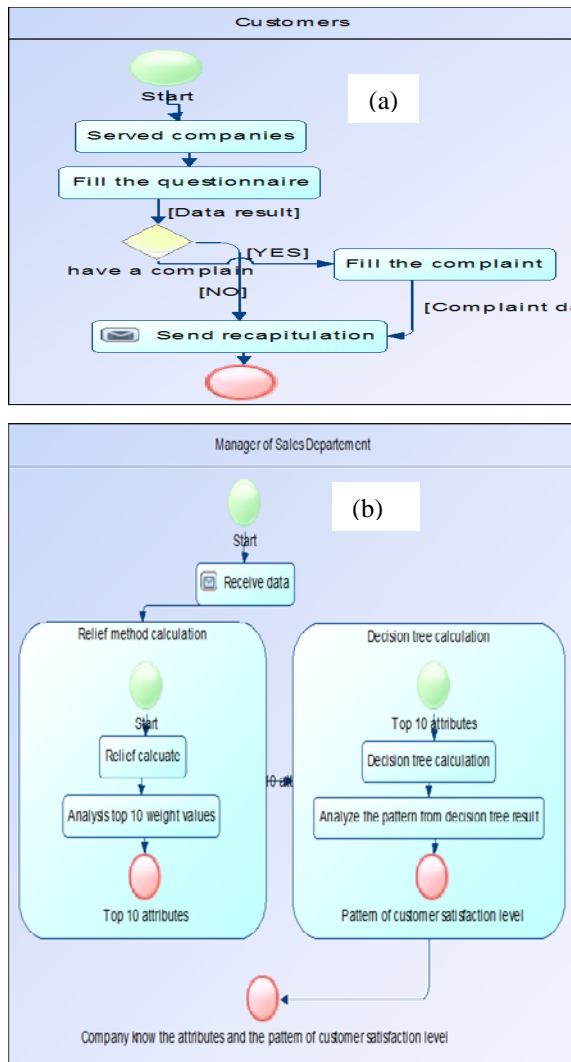 Customers
(a)
Start
Served companies
Fill the questionnaire
[Data result]
[YES]
have a complain
Fill the complaint
[NO]
[Complaint da
Send recapitulation
Manager of Sales Departement
(b)
Start
Receive data
Relief method calculation
Start
Relief calcuate
Analysis top 10 weight values
Top 10 attributes
10 att
Decision tree calculation
Top 10 attributes
Decision tree calculation
Analyze the pattern from decision tree result
Pattern of customer satisfaction level
Company know the attributes and the pattern of customer satisfaction level